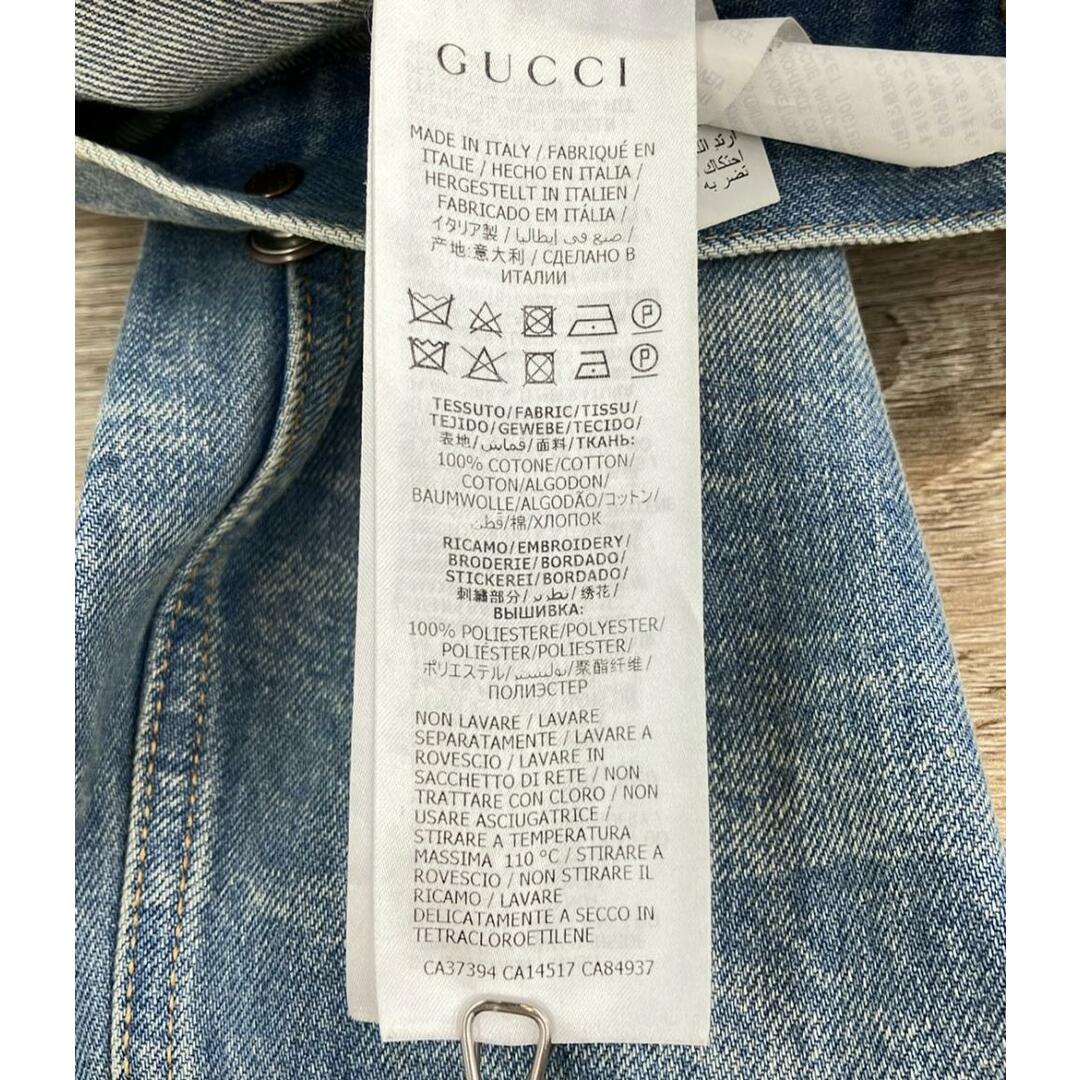 GUCCI
MADE IN ITALY / FABRIQUÉ EN
ITALIE / HECHO EN ITALIA /
HERGESTELLT IN ITALIEN /
FABRICADO EM ITÁLIA /
イタリア製 / صنع في إيطاليا /
产地:意大利 / СДЕЛАНО В
ИТАЛИИ
P
P
TESSUTO/FABRIC/TISSU/
TEJIDO/GEWEBE/TECIDO/
表地/قماش/面料/ТКАНЬ:
100% COTONE/COTTON/
COTON/ALGODON/
BAUMWOLLE/ALGODÃO/コットン/
قطن/棉/ХЛОПОК
RICAMO/EMBROIDERY/
BRODERIE/BORDADO/
STICKEREI/BORDADO/
刺繍部分/تطريز/绣花/
ВЫШИВКА:
100% POLIESTERE/POLYESTER/
POLIÉSTER/POLIESTER/
ポリエステル/بوليستر/聚酯纤维/
ПОЛИЭСТЕР
NON LAVARE / LAVARE
SEPARATAMENTE / LAVARE A
ROVESCIO / LAVARE IN
SACCHETTO DI RETE / NON
TRATTARE CON CLORO / NON
USARE ASCIUGATRICE /
STIRARE A TEMPERATURA
MASSIMA 110 °C / STIRARE A
ROVESCIO / NON STIRARE IL
RICAMO / LAVARE
DELICATAMENTE A SECCO IN
TETRACLOROETILENE
CA37394 CA14517 CA84937
احتكاك
تضر به